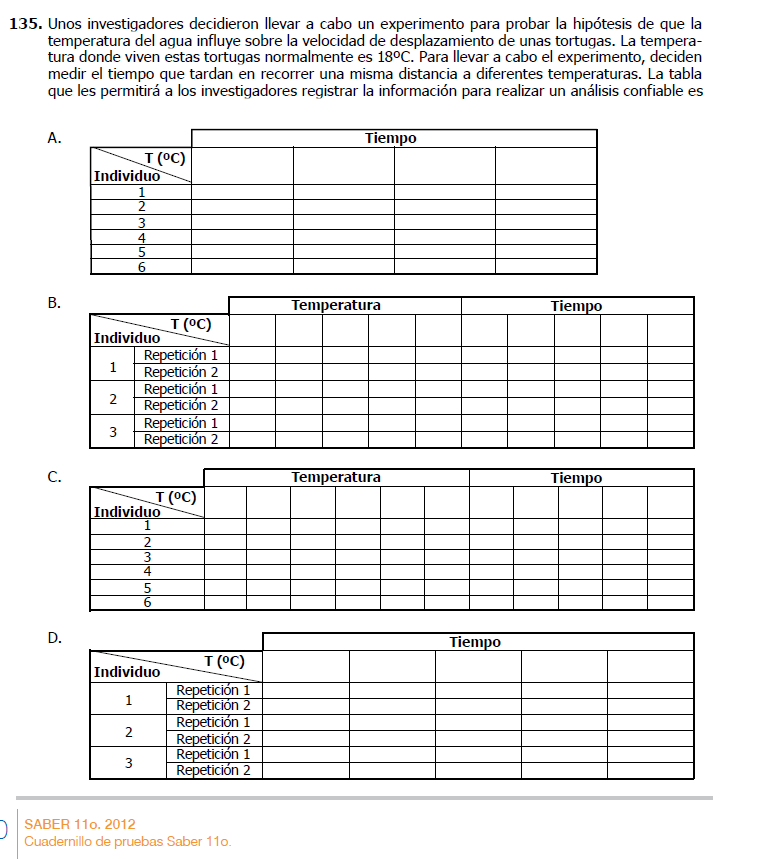 135. Unos investigadores decidieron llevar a cabo un experimento para probar la hipótesis de que la
temperatura del agua influye sobre la velocidad de desplazamiento de unas tortugas. La tempera-
tura donde viven estas tortugas normalmente es 18ºC. Para llevar a cabo el experimento, deciden
medir el tiempo que tardan en recorrer una misma distancia a diferentes temperaturas. La tabla
que les permitirá a los investigadores registrar la información para realizar un análisis confiable es
A.
Tiempo
T (ºC)
Individuo
1
2
3
4
5
6
B.
Temperatura Tiempo
T (ºC)
Individuo
1
Repetición 1
Repetición 2
2
Repetición 1
Repetición 2
3
Repetición 1
Repetición 2
C.
Temperatura Tiempo
T (ºC)
Individuo
1
2
3
4
5
6
D.
Tiempo
T (ºC)
Individuo
1
Repetición 1
Repetición 2
2
Repetición 1
Repetición 2
3
Repetición 1
Repetición 2
SABER 11o. 2012
Cuadernillo de pruebas Saber 11o.